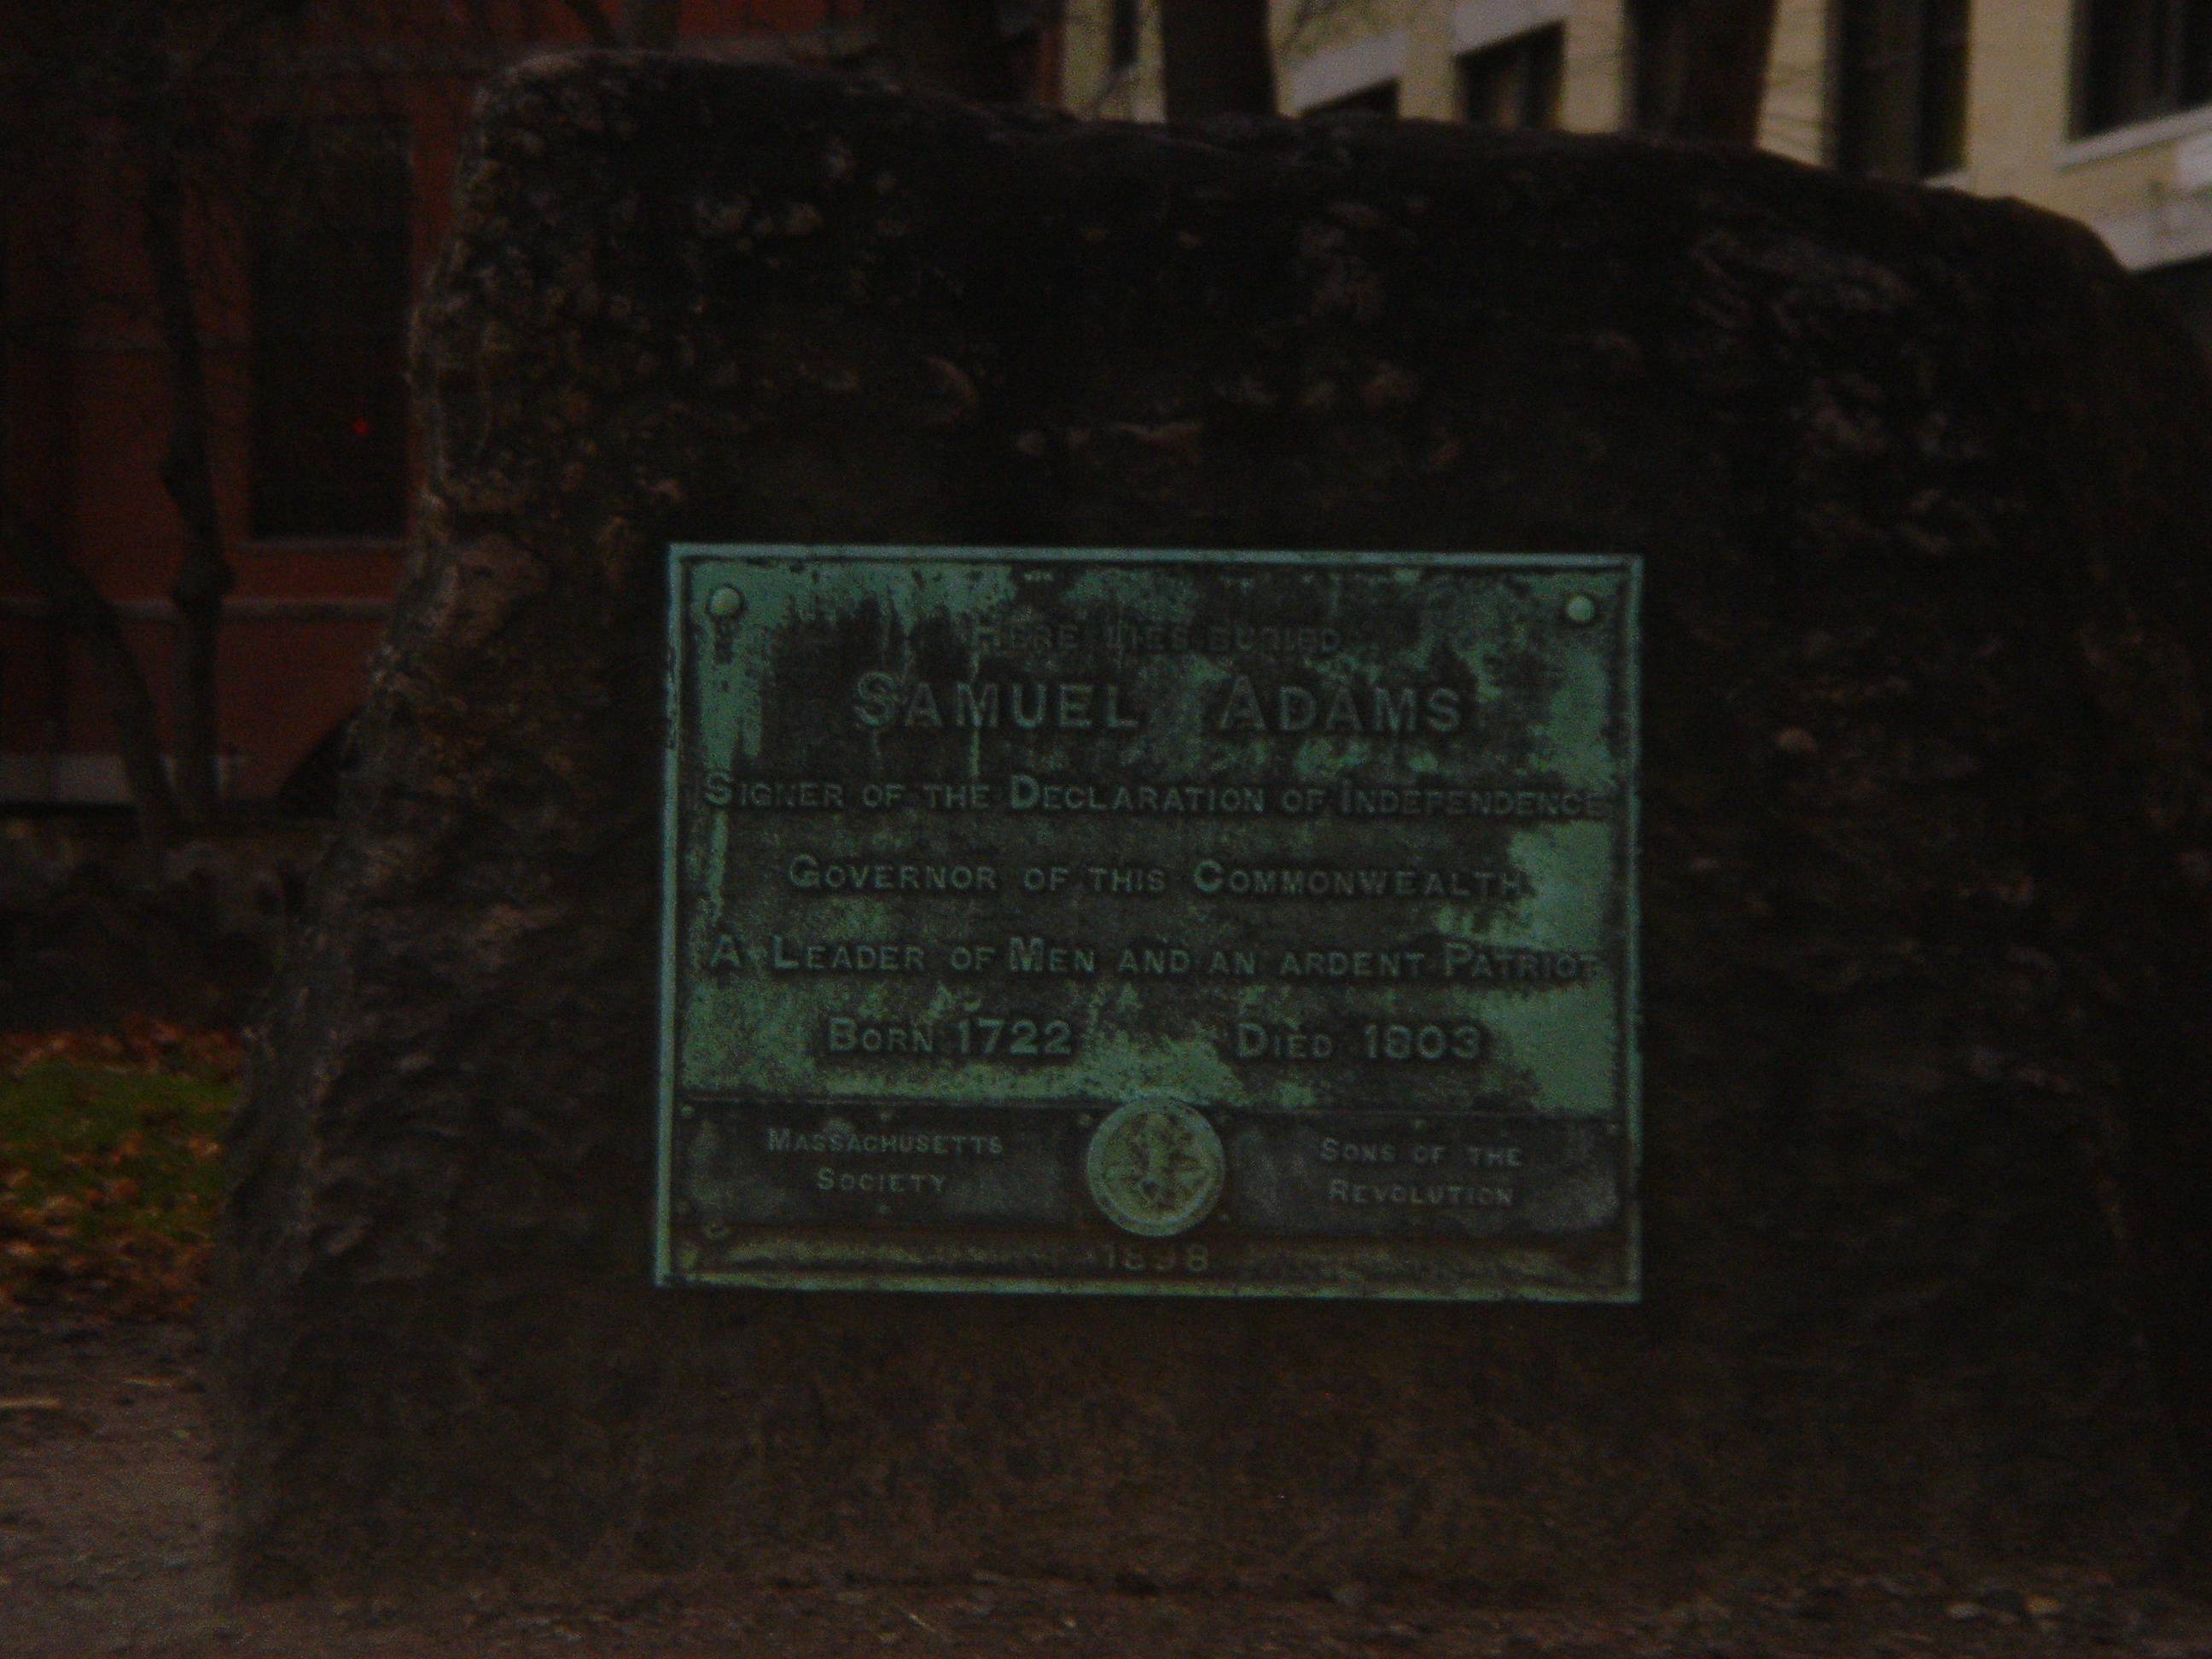 HERE LIES BURIED
SAMUEL ADAMS
SIGNER OF THE DECLARATION OF INDEPENDENCE
GOVERNOR OF THIS COMMONWEALTH
A LEADER OF MEN AND AN ARDENT PATRIOT
BORN 1722 DIED 1803
MASSACHUSETTS SOCIETY
SONS OF THE REVOLUTION
1898